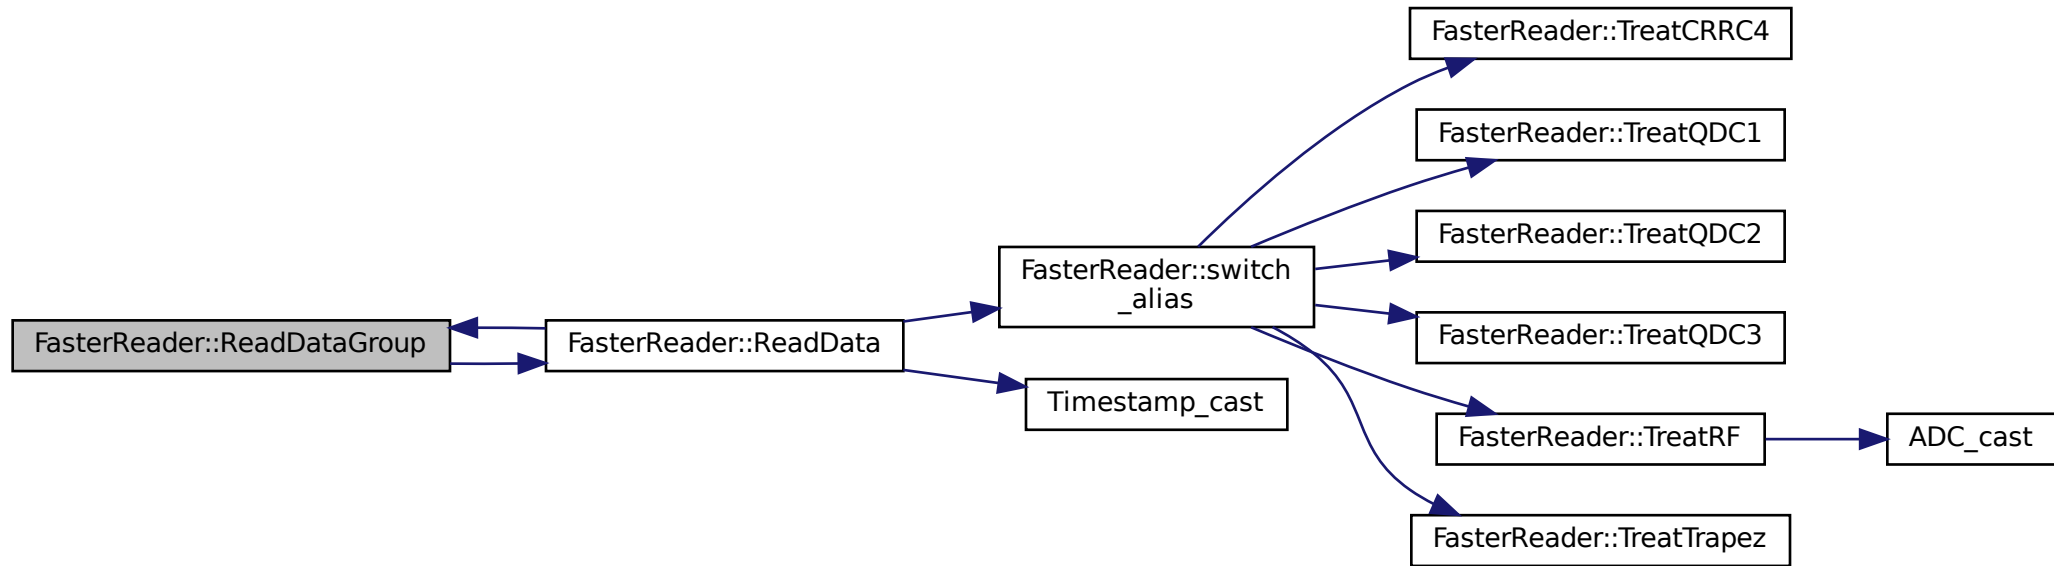 FasterReader::ReadDataGroup
FasterReader::ReadData
FasterReader::switch
_alias
Timestamp_cast
FasterReader::TreatCRRC4
FasterReader::TreatQDC1
FasterReader::TreatQDC2
FasterReader::TreatQDC3
FasterReader::TreatRF
FasterReader::TreatTrapez
ADC_cast